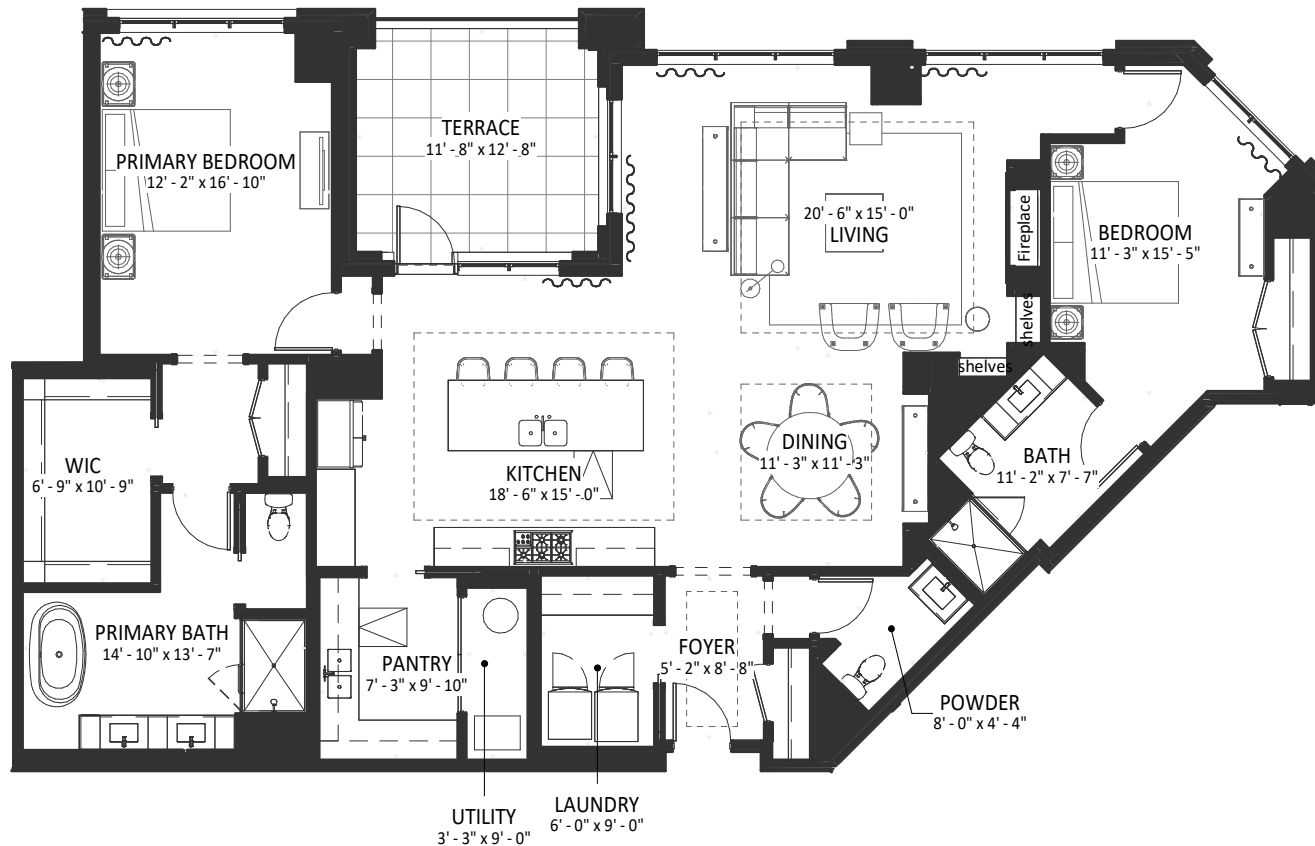 PRIMARY BEDROOM
12' - 2" x 16' - 10"
TERRACE
11' - 8" x 12' - 8"
20' - 6" x 15' - 0"
LIVING
Fireplace
shelves
shelves
BEDROOM
11' - 3" x 15' - 5"
WIC
6' - 9" x 10' - 9"
KITCHEN
18' - 6" x 15' - 0"
DINING
11' - 3" x 11' - 3"
BATH
11' - 2" x 7' - 7"
PRIMARY BATH
14' - 10" x 13' - 7"
PANTRY
7' - 3" x 9' - 10"
FOYER
5' - 2" x 8' - 8"
POWDER
8' - 0" x 4' - 4"
UTILITY
3' - 3" x 9' - 0"
LAUNDRY
6' - 0" x 9' - 0"